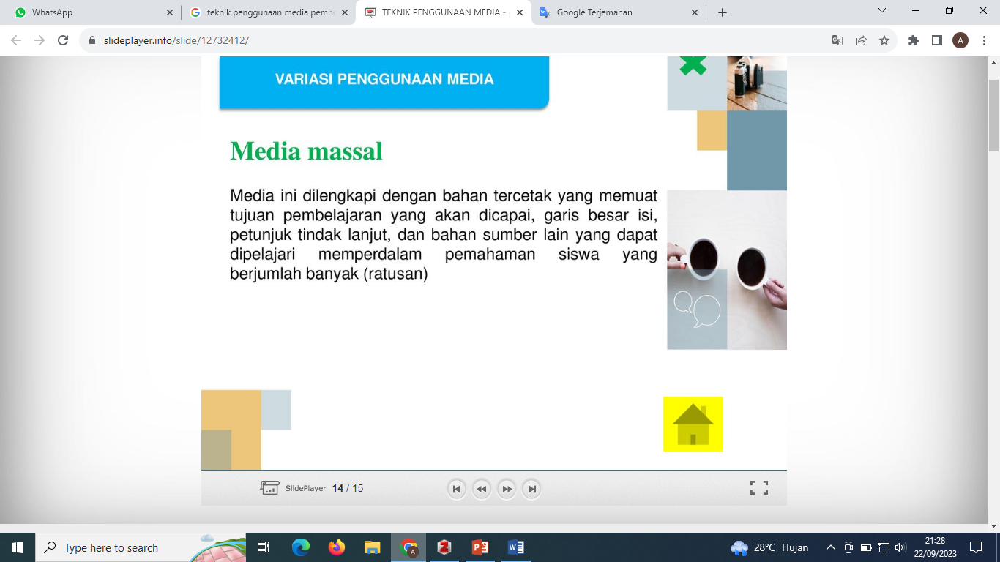 WhatsApp
teknik penggunaan media pembe
TEKNIK PENGGUNAAN MEDIA -
Google Terjemahan
slideplayer.info/slide/12732412/
A
VARIASI PENGGUNAAN MEDIA
Media massal
Media ini dilengkapi dengan bahan tercetak yang memuat
tujuan pembelajaran yang akan dicapai, garis besar isi,
petunjuk tindak lanjut, dan bahan sumber lain yang dapat
dipelajari memperdalam pemahaman siswa yang
berjumlah banyak (ratusan)
SlidePlayer 14 / 15
Type here to search
28°C Hujan
21:28
22/09/2023